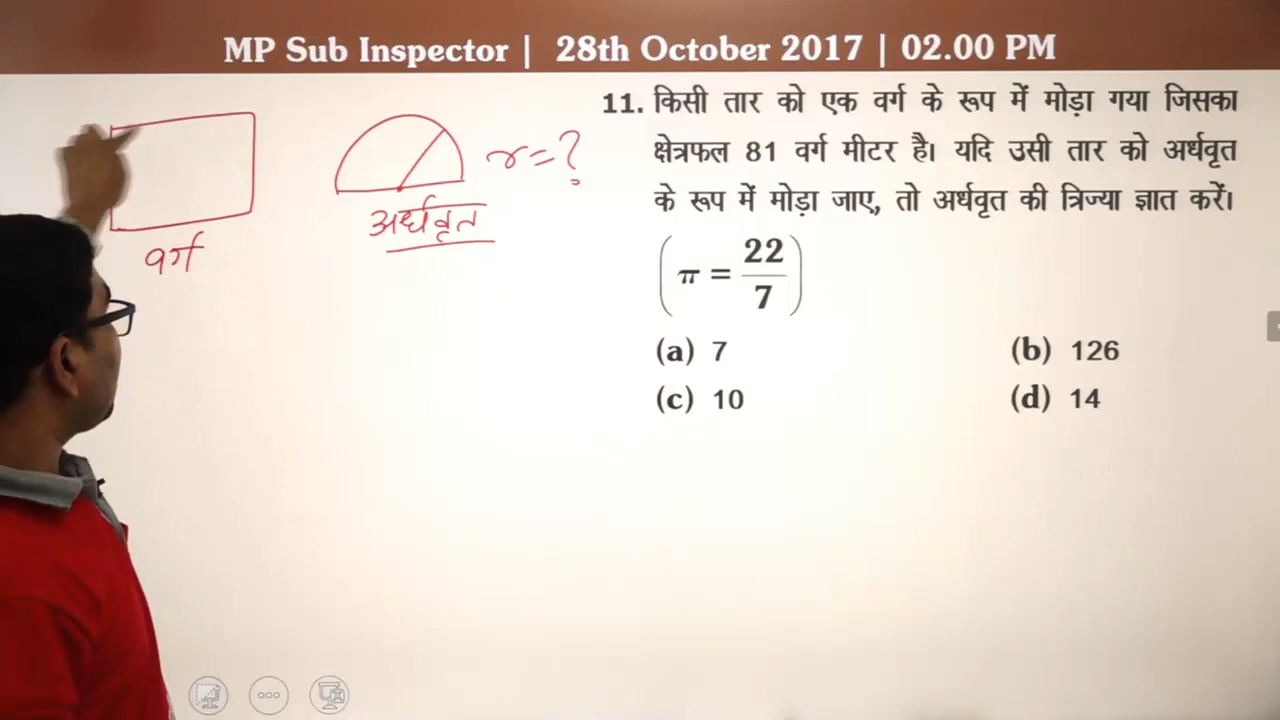 MP Sub Inspector | 28th October 2017 | 02.00 PM
11. किसी तार को एक वर्ग के रूप में मोड़ा गया जिसका
क्षेत्रफल 81 वर्ग मीटर है। यदि उसी तार को अर्धवृत
के रूप में मोड़ा जाए, तो अर्धवृत की त्रिज्या ज्ञात करें।
(π = 22/7)
(a) 7 (b) 126
(c) 10 (d) 14
वर्ग
अर्धवृत
r=?